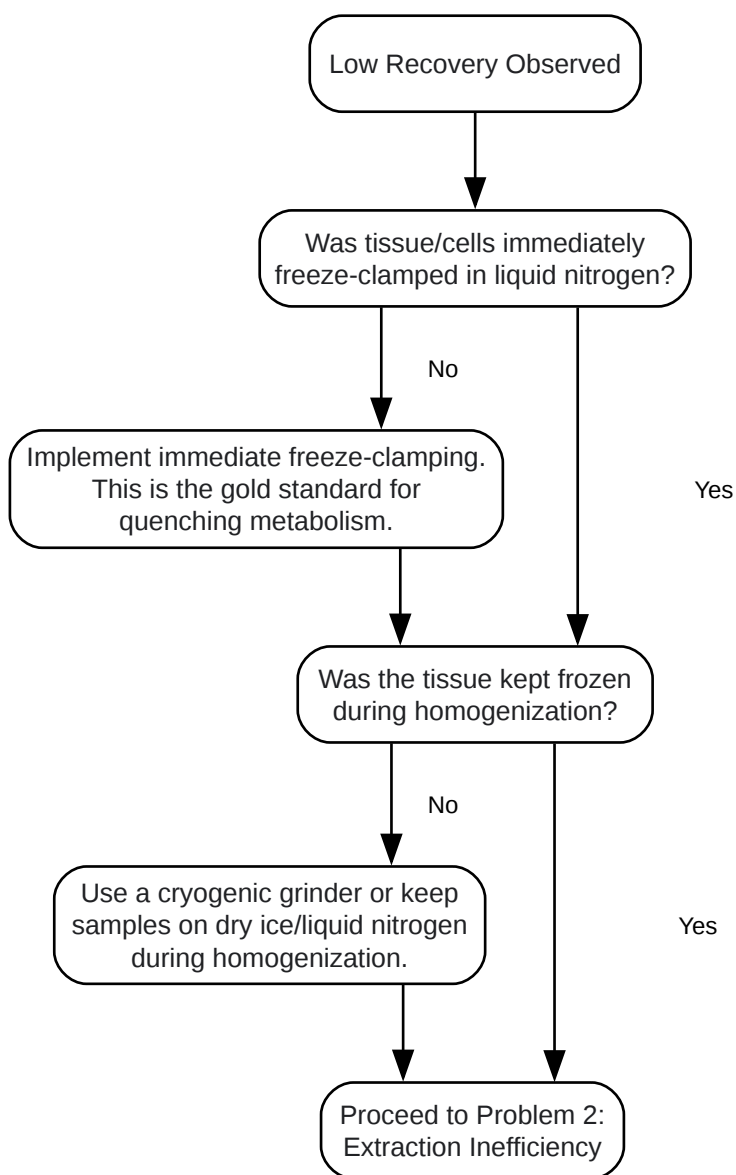 Low Recovery Observed
Was tissue/cells immediately
freeze-clamped in liquid nitrogen?
No
Implement immediate freeze-clamping.
This is the gold standard for
quenching metabolism.
Yes
Was the tissue kept frozen
during homogenization?
No
Use a cryogenic grinder or keep
samples on dry ice/liquid nitrogen
during homogenization.
Yes
Proceed to Problem 2:
Extraction Inefficiency